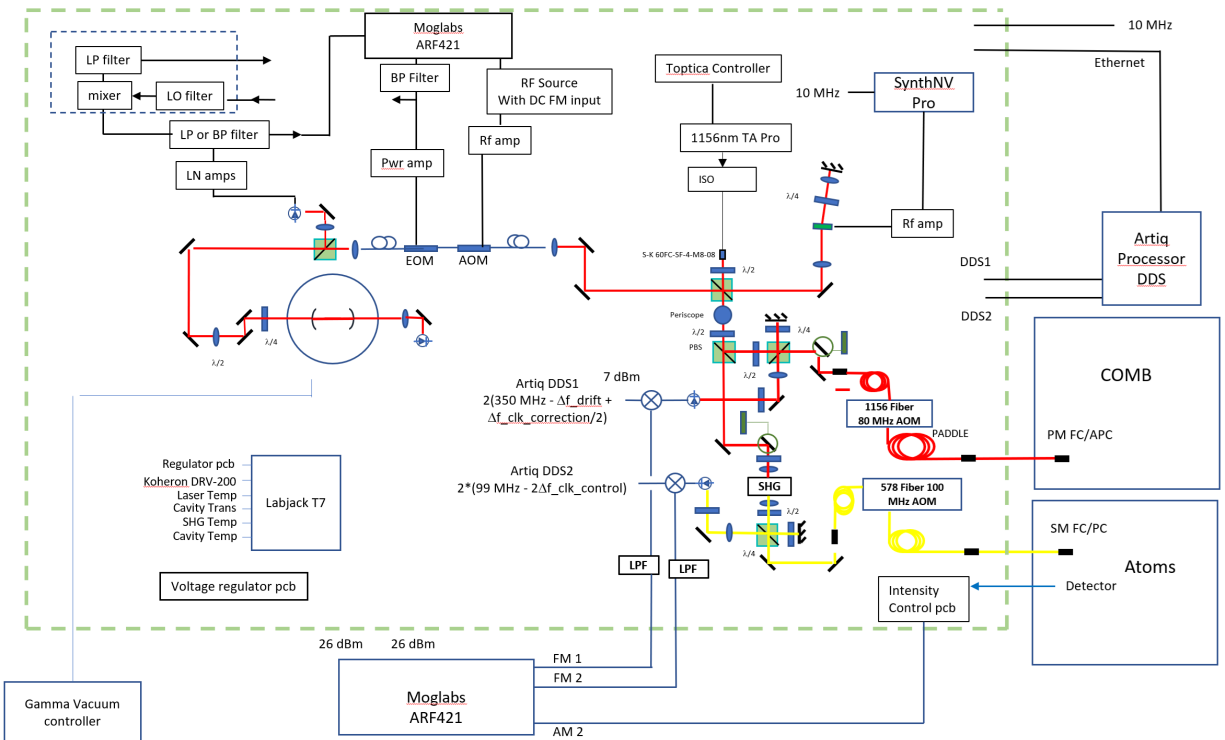 Moglabs
ARF421
10 MHz
LP filter
mixer
LO filter
BP Filter
RF Source
With DC FM input
Toptica Controller
Ethernet
SynthNV
Pro
10 MHz
LP or BP filter
Rf amp
1156nm TA Pro
LN amps
Pwr amp
ISO
λ/4
Rf amp
Artiq
Processor
DDS
EOM
AOM
S-K 60FC-SF-4-M8-08
λ/2
DDS1
DDS2
Periscope
λ/2
PBS
λ/4
λ/4
λ/2
λ/2
COMB
Artiq DDS1
7 dBm
2(350 MHz - Δf_drift +
Δf_clk_correction/2)
1156 Fiber
80 MHz AOM
PADDLE
PM FC/APC
Regulator pcb
Koheron DRV-200
Laser Temp
Cavity Trans
SHG Temp
Cavity Temp
Labjack T7
Artiq DDS2
2*(99 MHz - 2Δf_clk_control)
SHG
578 Fiber 100
MHz AOM
λ/2
λ/4
SM FC/PC
LPF
LPF
Atoms
Voltage regulator pcb
Intensity
Control pcb
Detector
26 dBm
26 dBm
FM 1
FM 2
Moglabs
ARF421
AM 2
Gamma Vacuum
controller